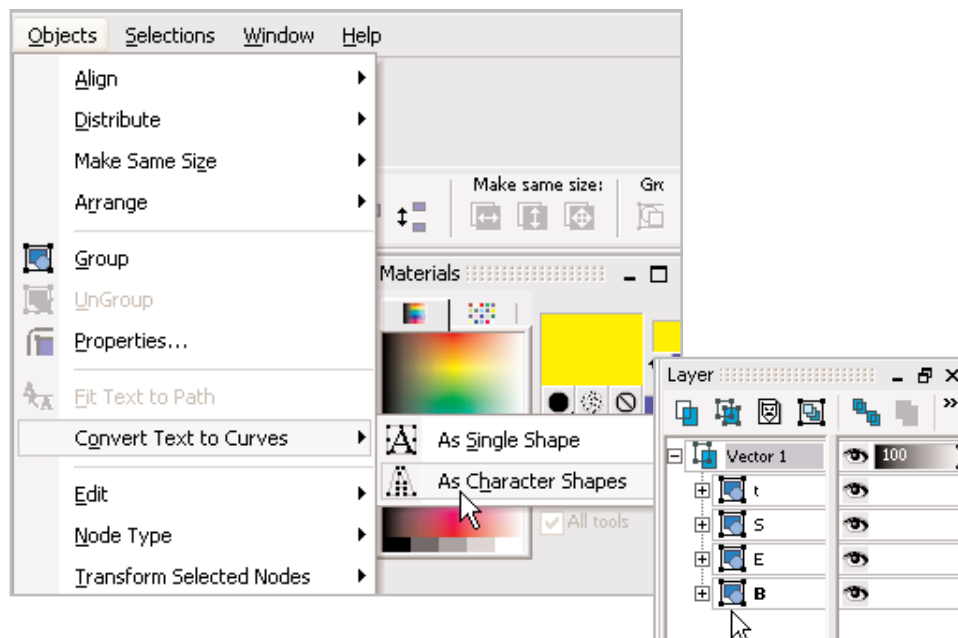 Objects Selections Window Help
Align
Distribute
Make Same Size
Arrange
Group
UnGroup
Properties...
Fit Text to Path
Convert Text to Curves
Edit
Node Type
Transform Selected Nodes
Make same size:
Materials
As Single Shape
As Character Shapes
All tools
Layer
Vector 1 100
t
S
E
B